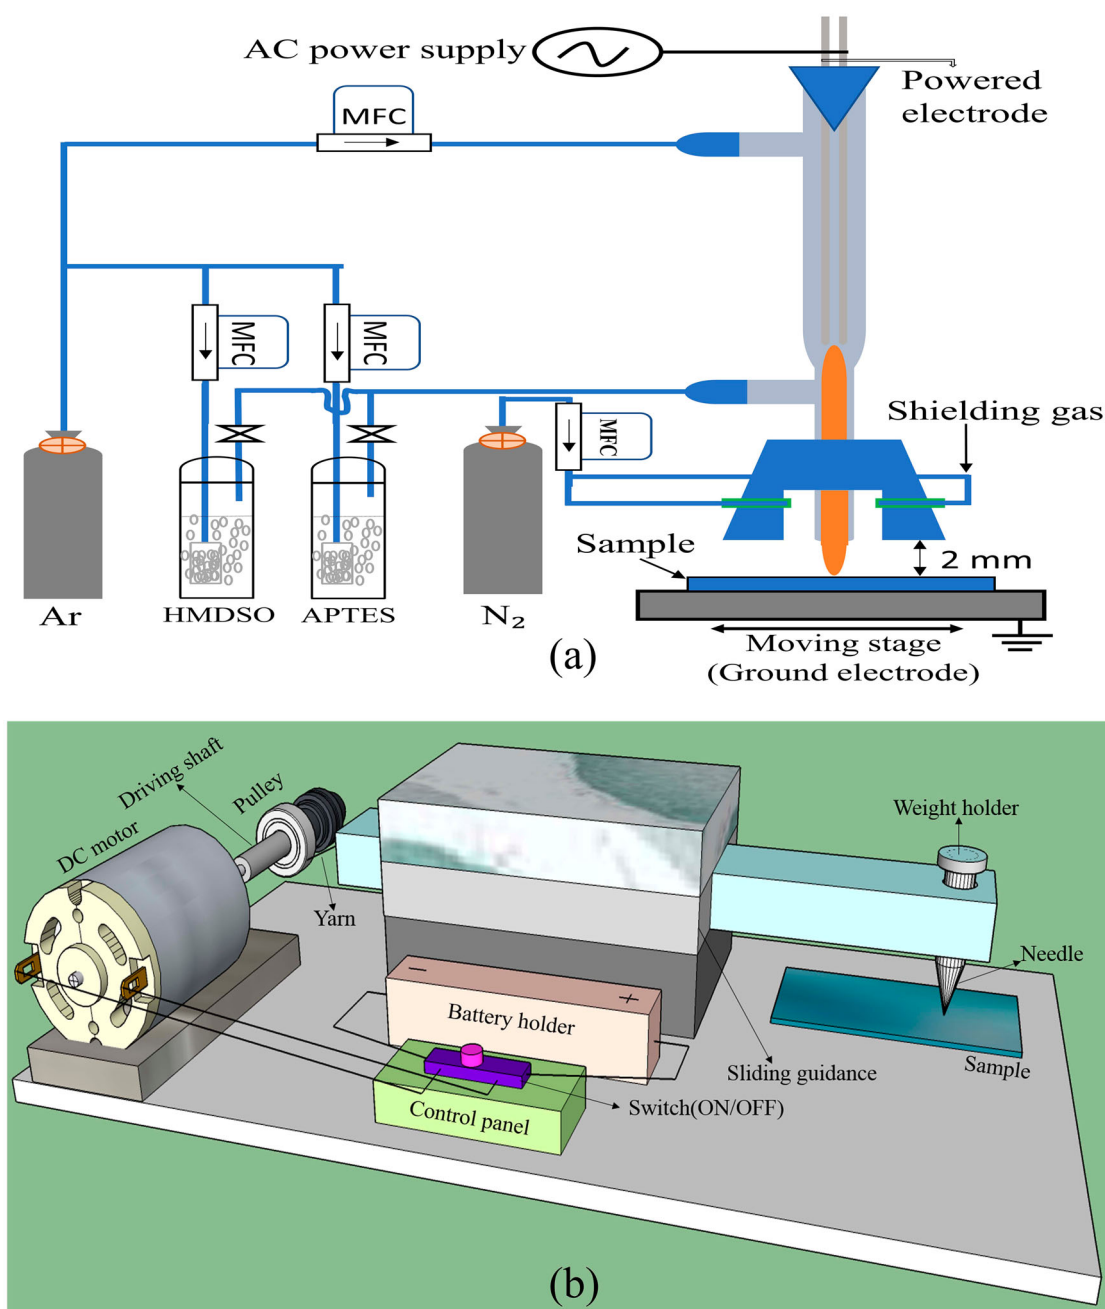 AC power supply
Powered
electrode
MFC
MFC
MFC
MFC
Shielding gas
Sample
2 mm
Ar
HMDSO
APTES
N₂
Moving stage
(Ground electrode)
(a)
Driving shaft
Pulley
DC motor
Yarn
Weight holder
Needle
Battery holder
− +
Sample
Sliding guidance
Switch(ON/OFF)
Control panel
(b)